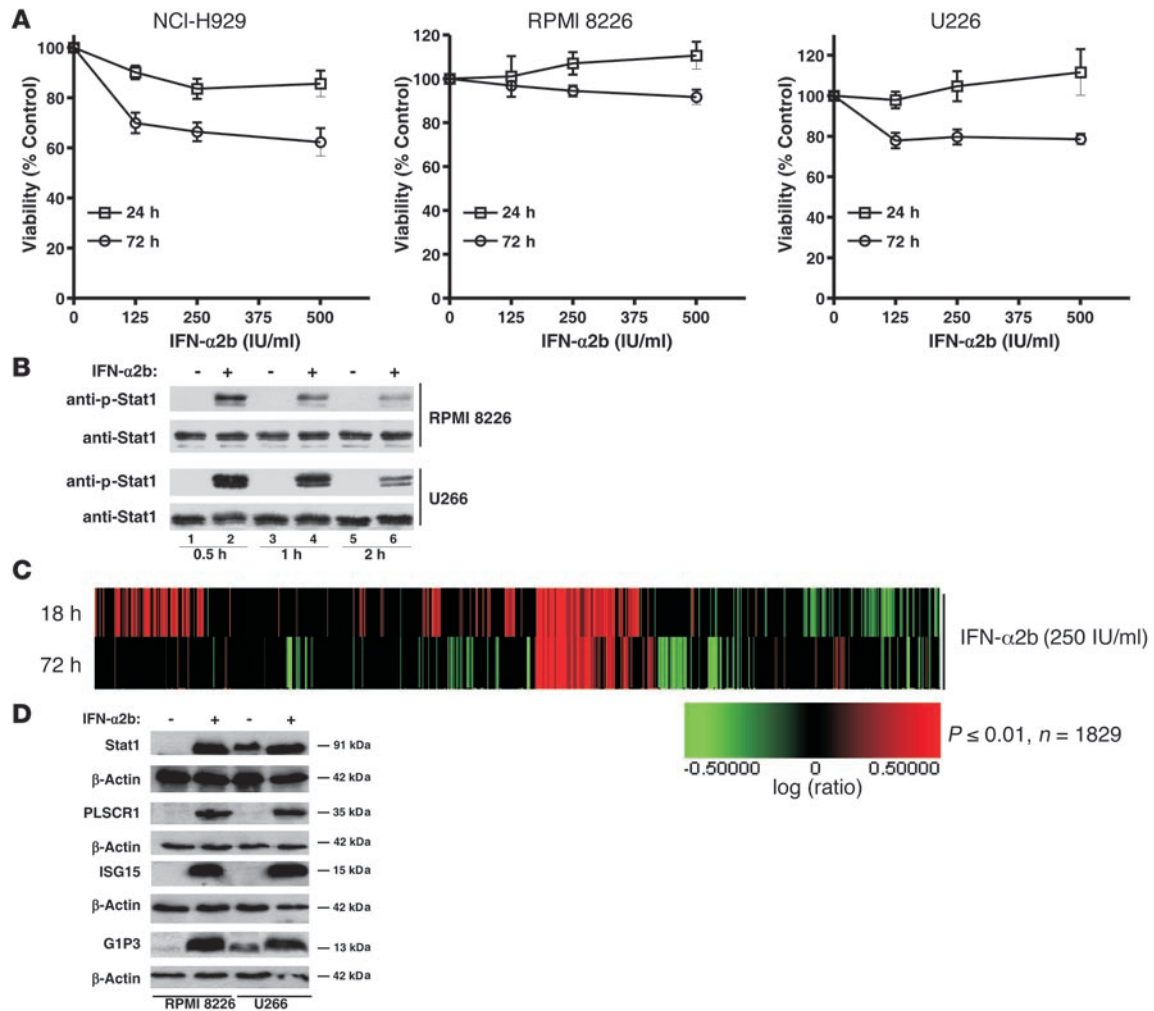 A
NCI-H929
RPMI 8226
U226
Viability (% Control)
100
80
60
40
20
0
24 h
72 h
0 125 250 375 500
IFN-α2b (IU/ml)
Viability (% Control)
120
100
80
60
40
20
0
24 h
72 h
0 125 250 375 500
IFN-α2b (IU/ml)
Viability (% Control)
120
100
80
60
40
20
0
24 h
72 h
0 125 250 375 500
IFN-α2b (IU/ml)
B
IFN-α2b: - + - + - +
anti-p-Stat1
anti-Stat1
RPMI 8226
anti-p-Stat1
anti-Stat1
U266
1 2 3 4 5 6
0.5 h 1 h 2 h
C
18 h
72 h
IFN-α2b (250 IU/ml)
P ≤ 0.01, n = 1829
-0.50000 0 0.50000
log (ratio)
D
IFN-α2b: - + - +
Stat1 91 kDa
β-Actin 42 kDa
PLSCR1 35 kDa
β-Actin 42 kDa
ISG15 15 kDa
β-Actin 42 kDa
G1P3 13 kDa
β-Actin 42 kDa
RPMI 8226 U266